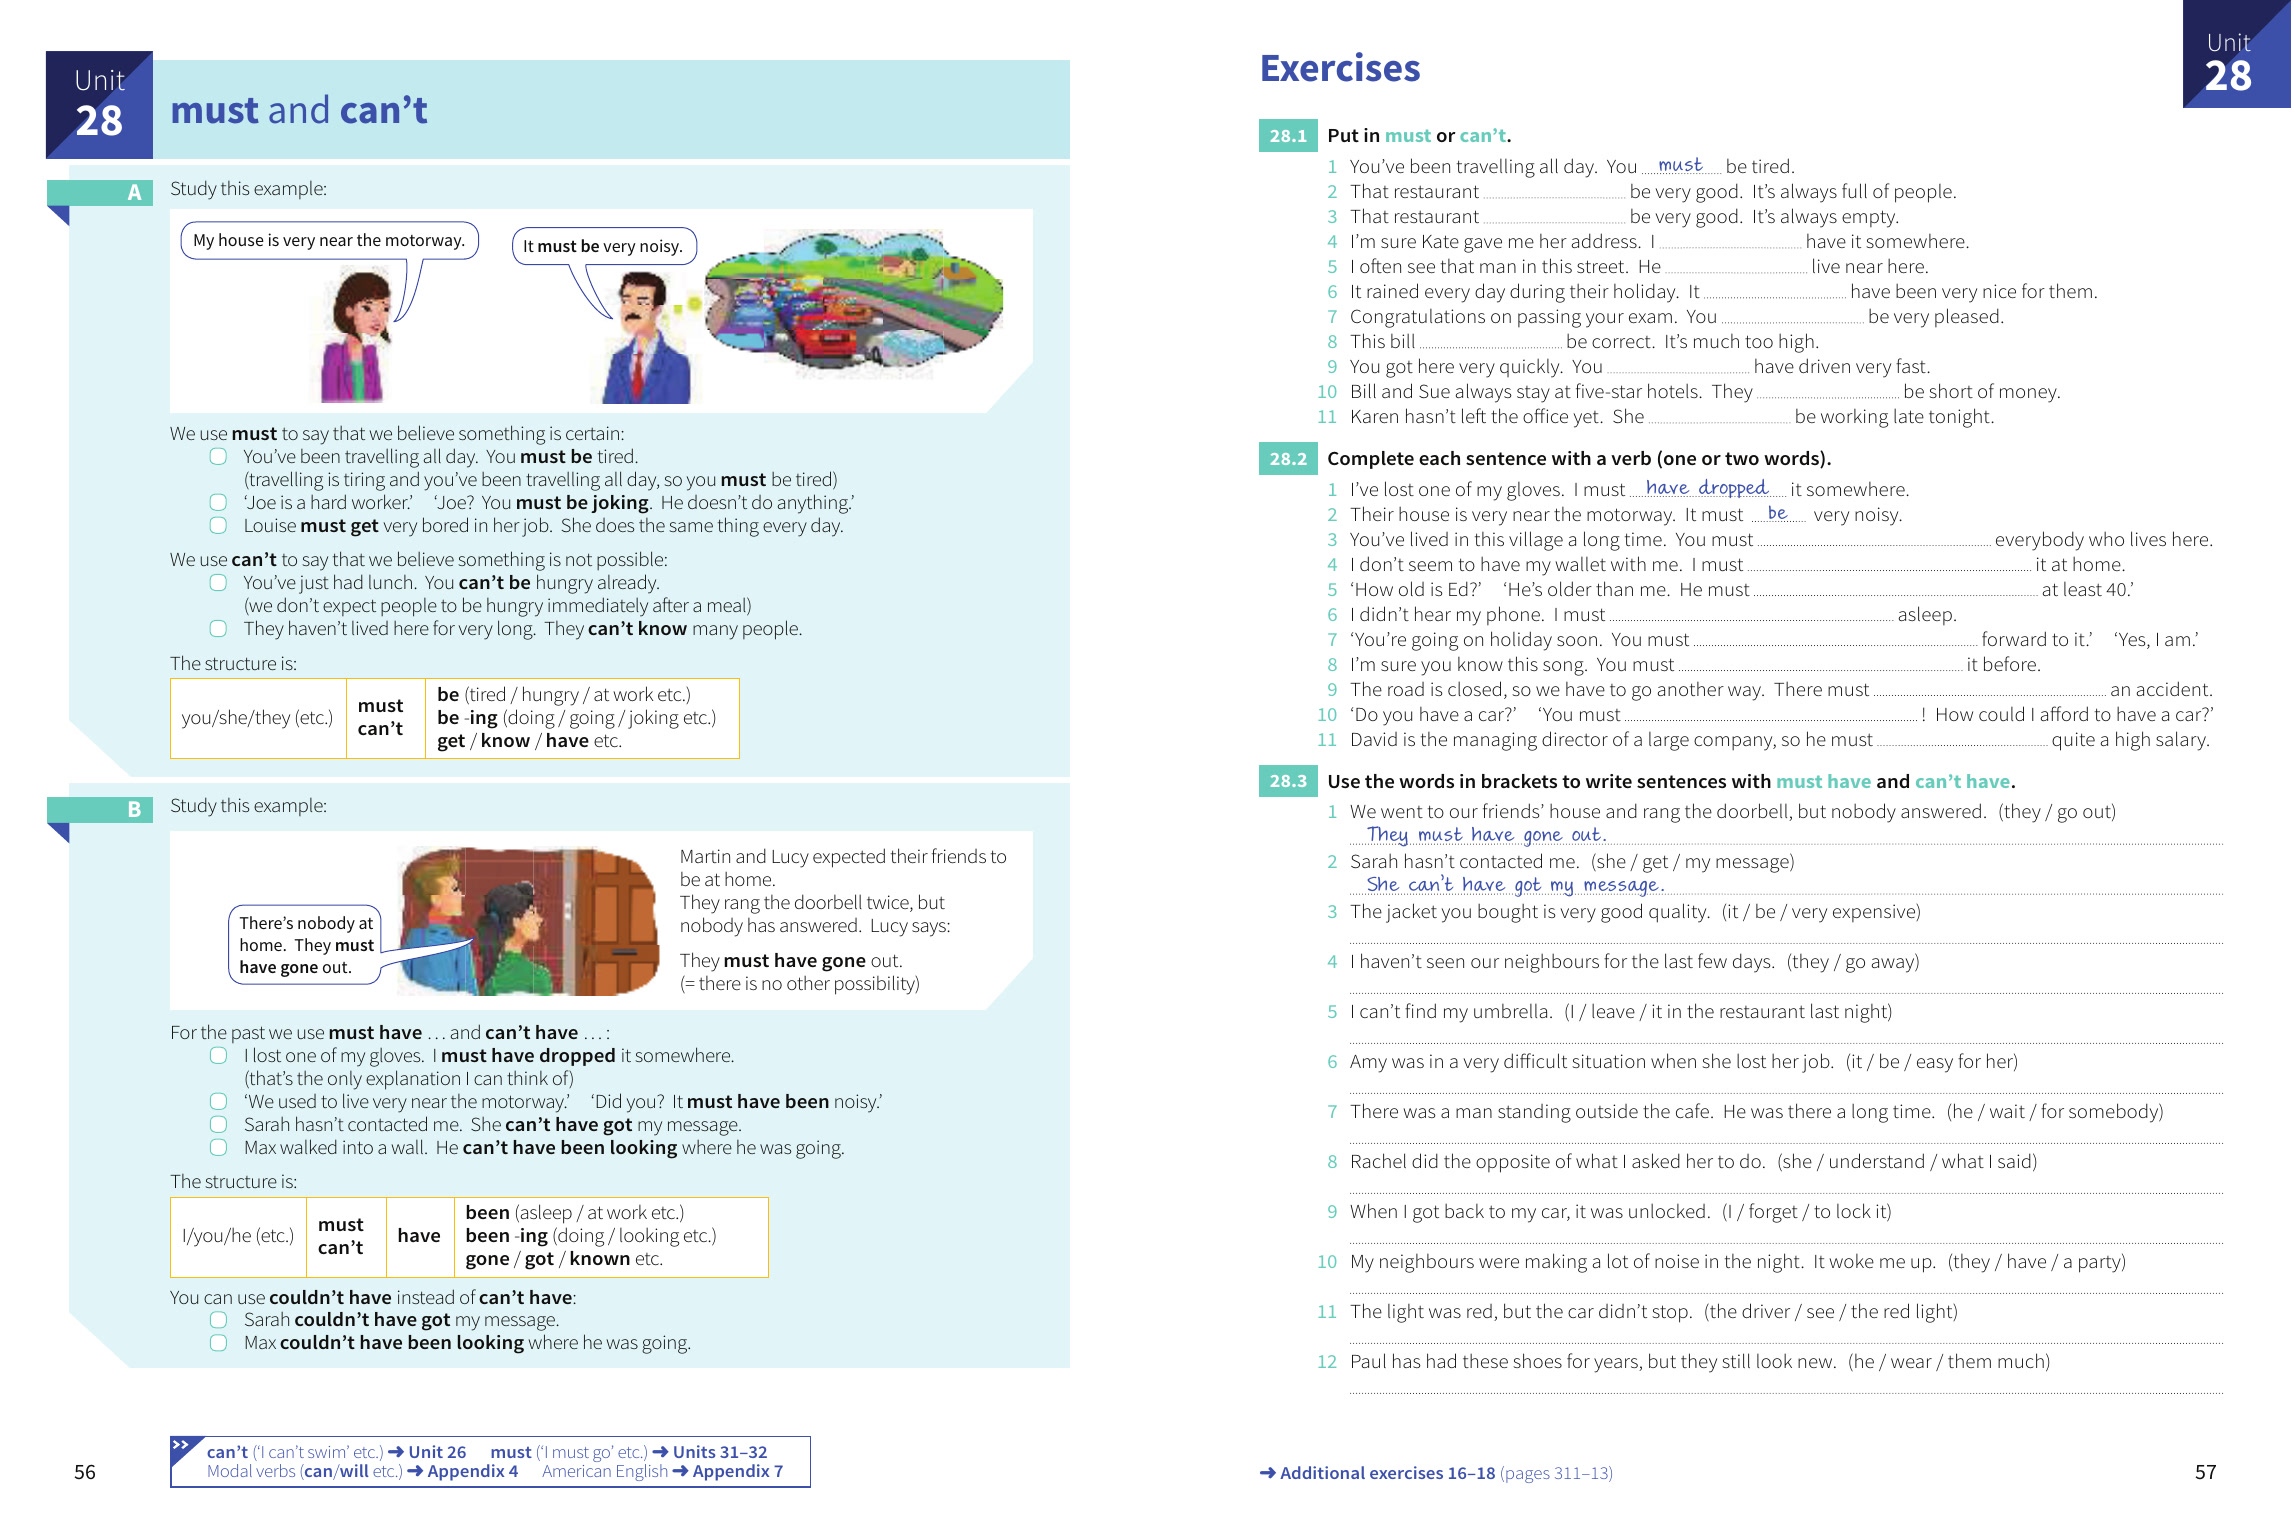 Unit
28
must and can’t
A
Study this example:
My house is very near the motorway.
It must be very noisy.
We use must to say that we believe something is certain:
You’ve been travelling all day. You must be tired.
(travelling is tiring and you’ve been travelling all day, so you must be tired)
‘Joe is a hard worker.’ ‘Joe? You must be joking. He doesn’t do anything.’
Louise must get very bored in her job. She does the same thing every day.
We use can’t to say that we believe something is not possible:
You’ve just had lunch. You can’t be hungry already.
(we don’t expect people to be hungry immediately after a meal)
They haven’t lived here for very long. They can’t know many people.
The structure is:
you/she/they (etc.)
must
can’t
be (tired / hungry / at work etc.)
be -ing (doing / going / joking etc.)
get / know / have etc.
B
Study this example:
There’s nobody at
home. They must
have gone out.
Martin and Lucy expected their friends to
be at home.
They rang the doorbell twice, but
nobody has answered. Lucy says:
They must have gone out.
(= there is no other possibility)
For the past we use must have … and can’t have … :
I lost one of my gloves. I must have dropped it somewhere.
(that’s the only explanation I can think of)
‘We used to live very near the motorway.’ ‘Did you? It must have been noisy.’
Sarah hasn’t contacted me. She can’t have got my message.
Max walked into a wall. He can’t have been looking where he was going.
The structure is:
I/you/he (etc.)
must
can’t
have
been (asleep / at work etc.)
been -ing (doing / looking etc.)
gone / got / known etc.
You can use couldn’t have instead of can’t have:
Sarah couldn’t have got my message.
Max couldn’t have been looking where he was going.
56
>> can’t (‘I can’t swim’ etc.) ➜ Unit 26 must (‘I must go’ etc.) ➜ Units 31–32
Modal verbs (can/will etc.) ➜ Appendix 4 American English ➜ Appendix 7
Exercises
Unit
28
28.1 Put in must or can’t.
1 You’ve been travelling all day. You must be tired.
2 That restaurant be very good. It’s always full of people.
3 That restaurant be very good. It’s always empty.
4 I’m sure Kate gave me her address. I have it somewhere.
5 I often see that man in this street. He live near here.
6 It rained every day during their holiday. It have been very nice for them.
7 Congratulations on passing your exam. You be very pleased.
8 This bill be correct. It’s much too high.
9 You got here very quickly. You have driven very fast.
10 Bill and Sue always stay at five-star hotels. They be short of money.
11 Karen hasn’t left the office yet. She be working late tonight.
28.2 Complete each sentence with a verb (one or two words).
1 I’ve lost one of my gloves. I must have dropped it somewhere.
2 Their house is very near the motorway. It must be very noisy.
3 You’ve lived in this village a long time. You must everybody who lives here.
4 I don’t seem to have my wallet with me. I must it at home.
5 ‘How old is Ed?’ ‘He’s older than me. He must at least 40.’
6 I didn’t hear my phone. I must asleep.
7 ‘You’re going on holiday soon. You must forward to it.’ ‘Yes, I am.’
8 I’m sure you know this song. You must it before.
9 The road is closed, so we have to go another way. There must an accident.
10 ‘Do you have a car?’ ‘You must ! How could I afford to have a car?’
11 David is the managing director of a large company, so he must quite a high salary.
28.3 Use the words in brackets to write sentences with must have and can’t have.
1 We went to our friends’ house and rang the doorbell, but nobody answered. (they / go out)
They must have gone out.
2 Sarah hasn’t contacted me. (she / get / my message)
She can’t have got my message.
3 The jacket you bought is very good quality. (it / be / very expensive)
4 I haven’t seen our neighbours for the last few days. (they / go away)
5 I can’t find my umbrella. (I / leave / it in the restaurant last night)
6 Amy was in a very difficult situation when she lost her job. (it / be / easy for her)
7 There was a man standing outside the cafe. He was there a long time. (he / wait / for somebody)
8 Rachel did the opposite of what I asked her to do. (she / understand / what I said)
9 When I got back to my car, it was unlocked. (I / forget / to lock it)
10 My neighbours were making a lot of noise in the night. It woke me up. (they / have / a party)
11 The light was red, but the car didn’t stop. (the driver / see / the red light)
12 Paul has had these shoes for years, but they still look new. (he / wear / them much)
➜ Additional exercises 16–18 (pages 311–13)
57